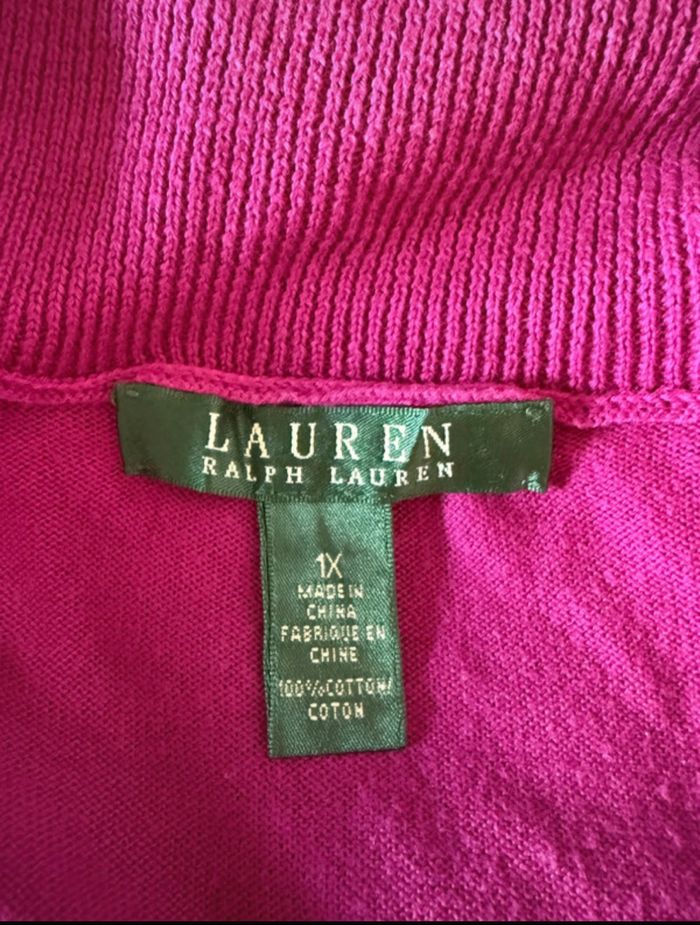 LAUREN
RALPH LAUREN
1X
MADE IN
CHINA
FABRIQUE EN
CHINE
100% COTTON/
COTON